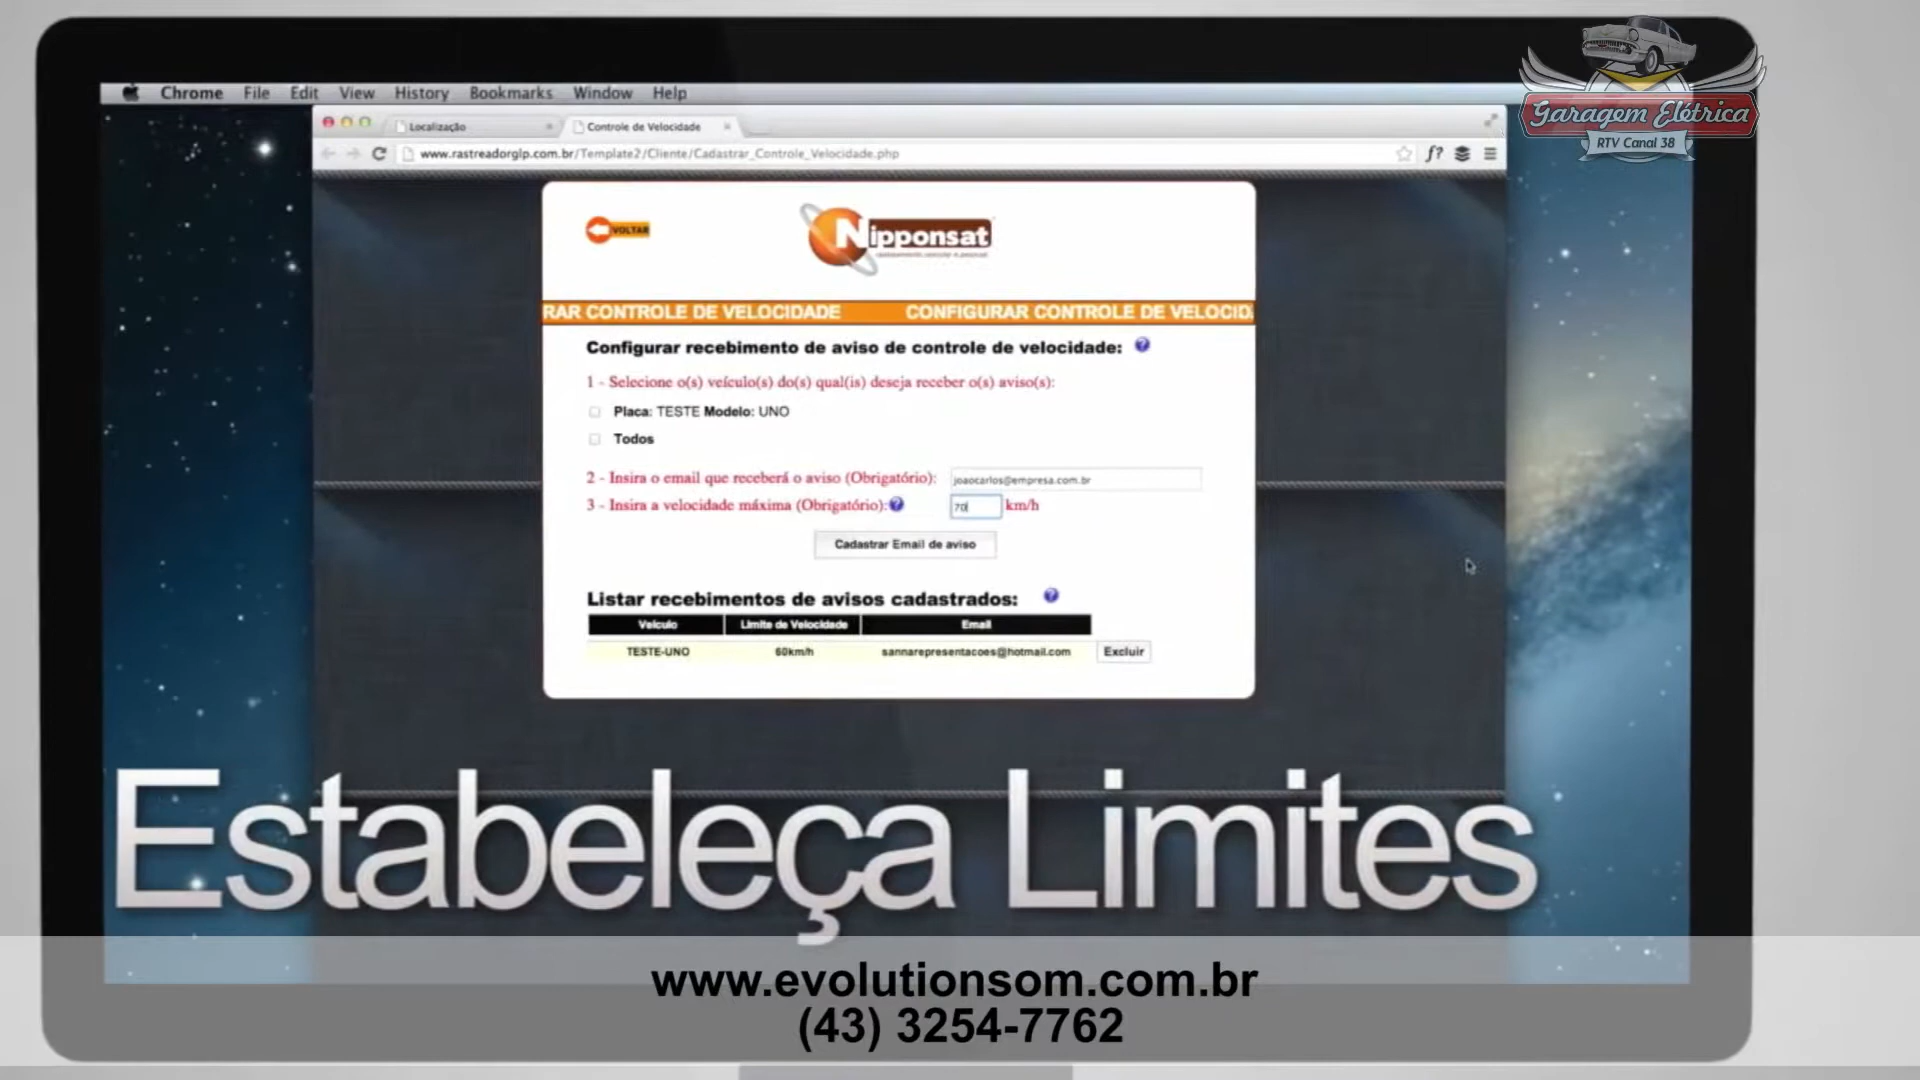 Chrome File Edit View History Bookmarks Window Help
Garagem Elétrica
RTV Canal 38
Localização
Controle de Velocidade
www.rastreadorglp.com.br/Template2/Cliente/Cadastrar_Controle_Velocidade.php
f?
VOLTAR
Nipponsat
RAR CONTROLE DE VELOCIDADE CONFIGURAR CONTROLE DE VELOCID
Configurar recebimento de aviso de controle de velocidade: ?
1 - Selecione o(s) veículo(s) do(s) qual(is) deseja receber o(s) aviso(s):
Placa: TESTE Modelo: UNO
Todos
2 - Insira o email que receberá o aviso (Obrigatório): joaocarlos@empresa.com.br
3 - Insira a velocidade máxima (Obrigatório): ? 70 km/h
Cadastrar Email de aviso
Listar recebimentos de avisos cadastrados: ?
Veículo Limite de Velocidade Email
TESTE-UNO 60km/h sannarepresentacoes@hotmail.com Excluir
Estabeleça Limites
www.evolutionsom.com.br
(43) 3254-7762